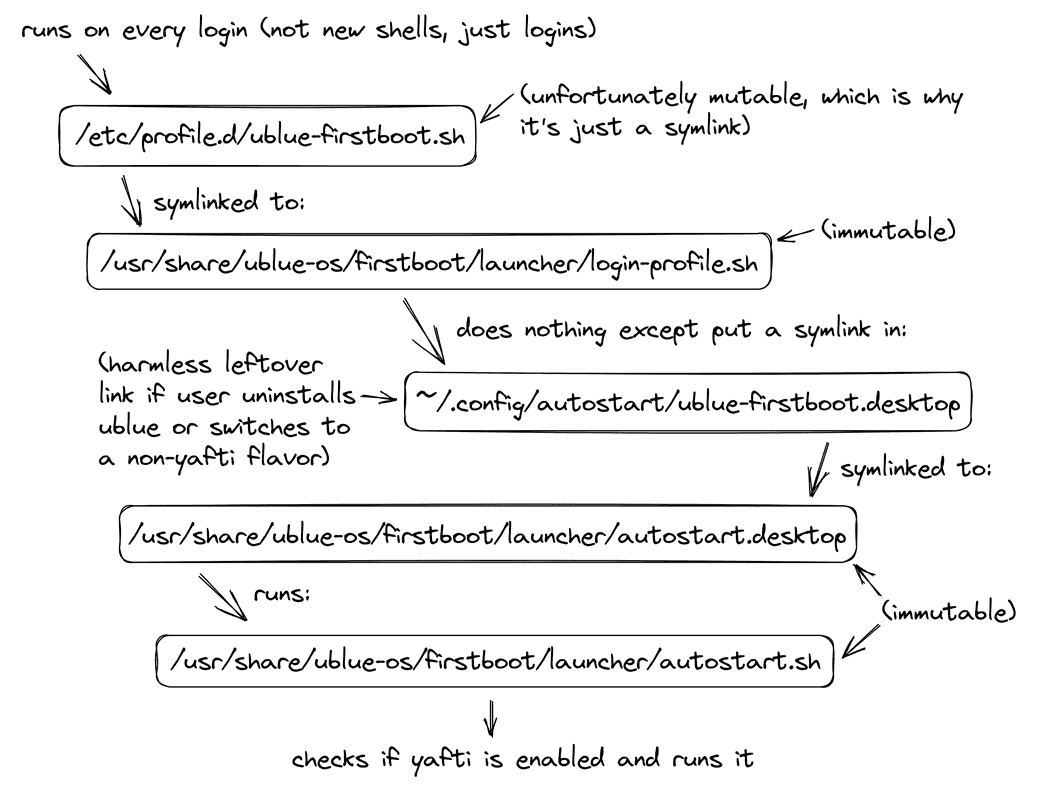 runs on every login (not new shells, just logins)
(unfortunately mutable, which is why
it's just a symlink)
/etc/profile.d/ublue-firstboot.sh
symlinked to:
(immutable)
/usr/share/ublue-os/firstboot/launcher/login-profile.sh
does nothing except put a symlink in:
(harmless leftover
link if user uninstalls
ublue or switches to
a non-yafti flavor)
~/.config/autostart/ublue-firstboot.desktop
symlinked to:
/usr/share/ublue-os/firstboot/launcher/autostart.desktop
runs:
(immutable)
/usr/share/ublue-os/firstboot/launcher/autostart.sh
checks if yafti is enabled and runs it